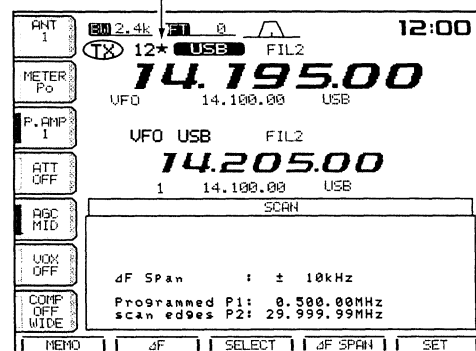 ANT
1
BW 2.4k SFT 0
12:00
TX 12★ USB FIL2
METER
Po
14.195.00
VFO 14.100.00 USB
P.AMP
1
VFO USB FIL2
ATT
OFF
14.205.00
1 14.100.00 USB
AGC
MID
SCAN
VOX
OFF
ΔF SPan : ± 10kHz
COMP
OFF
WIDE
Programmed P1: 0.500.00MHz
scan edges P2: 29.999.99MHz
MEMO ΔF SELECT ΔF SPAN SET